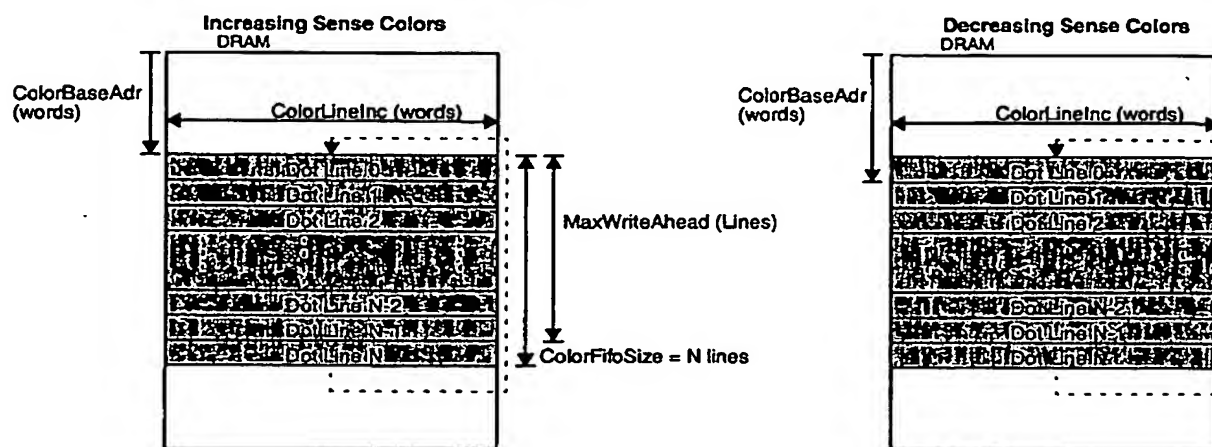 Increasing Sense Colors
DRAM
ColorBaseAdr
(words)
ColorLineInc (words)
Dot Line 0
Dot Line 1
Dot Line 2
Dot Line N-2
Dot Line N-1
Dot Line N
MaxWriteAhead (Lines)
ColorFifoSize = N lines
Decreasing Sense Colors
DRAM
ColorBaseAdr
(words)
ColorLineInc (words)
Dot Line 0
Dot Line 1
Dot Line 2
Dot Line N-2
Dot Line N-1
Dot Line N